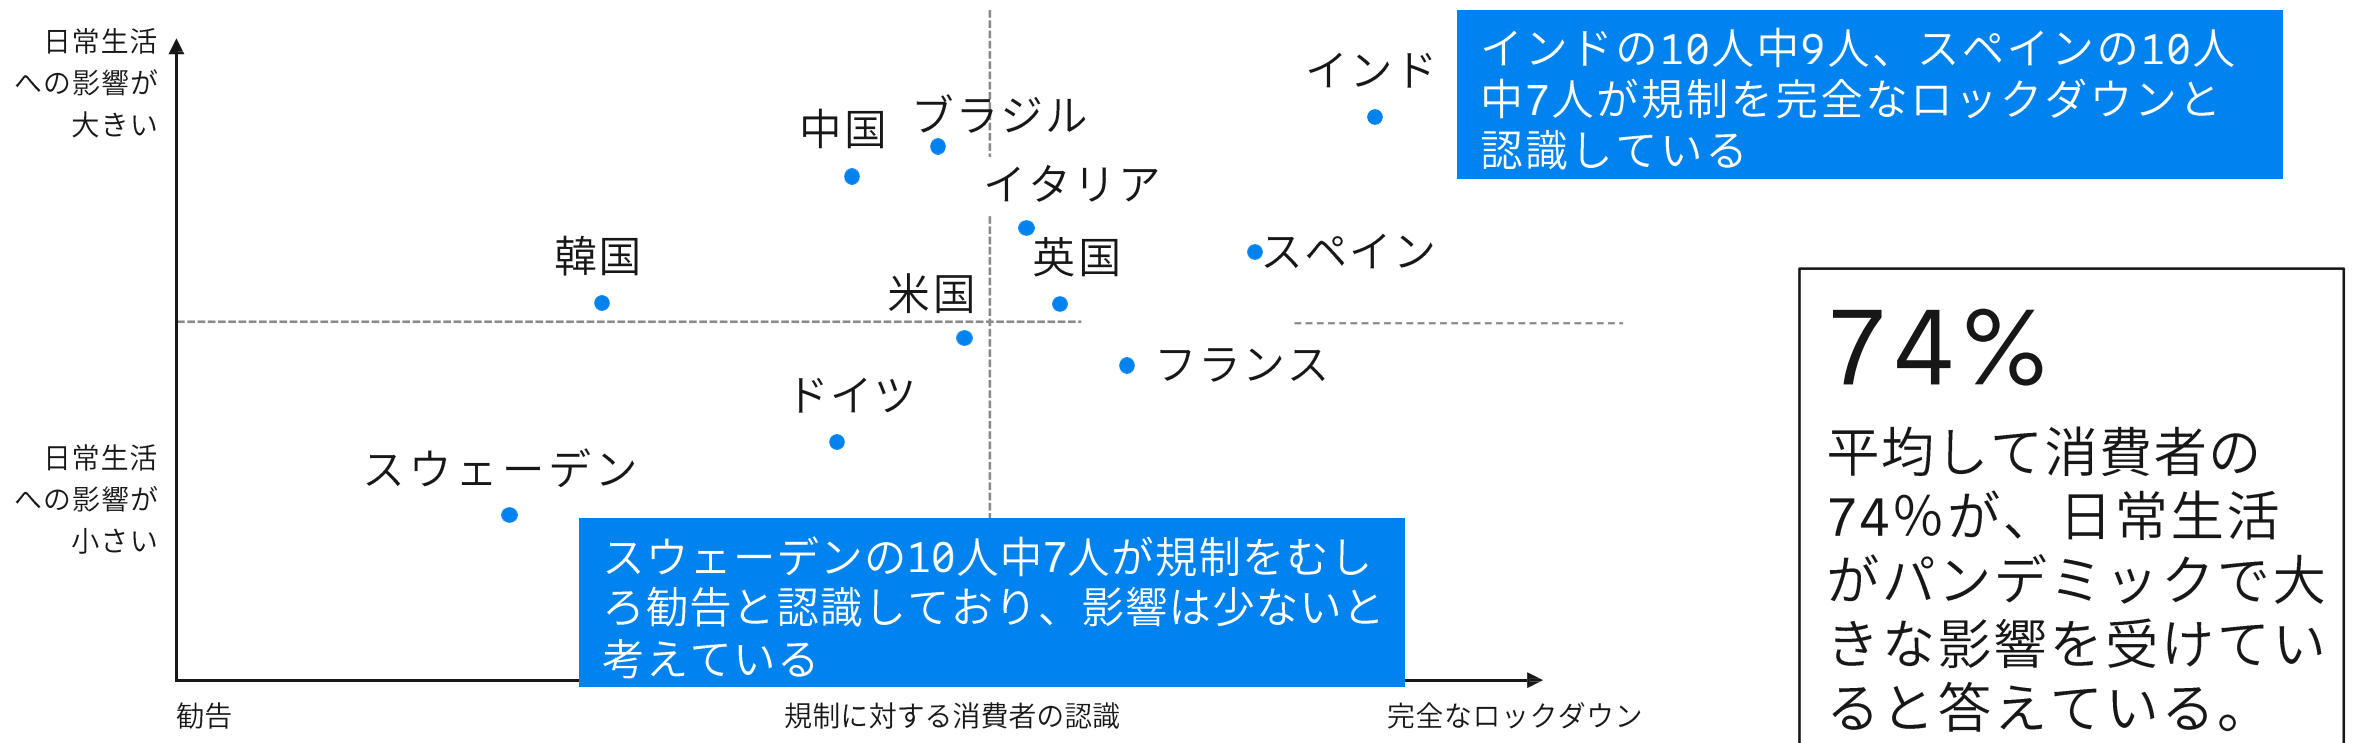 日常生活
への影響が
大きい
インド
インドの10人中9人、スペインの10人
中7人が規制を完全なロックダウンと
認識している
ブラジル
中国
イタリア
韓国
英国
スペイン
米国
フランス
ドイツ
スウェーデン
日常生活
への影響が
小さい
スウェーデンの10人中7人が規制をむし
ろ勧告と認識しており、影響は少ないと
考えている
勧告
規制に対する消費者の認識
完全なロックダウン
74%
平均して消費者の
74%が、日常生活
がパンデミックで大
きな影響を受けてい
ると答えている。